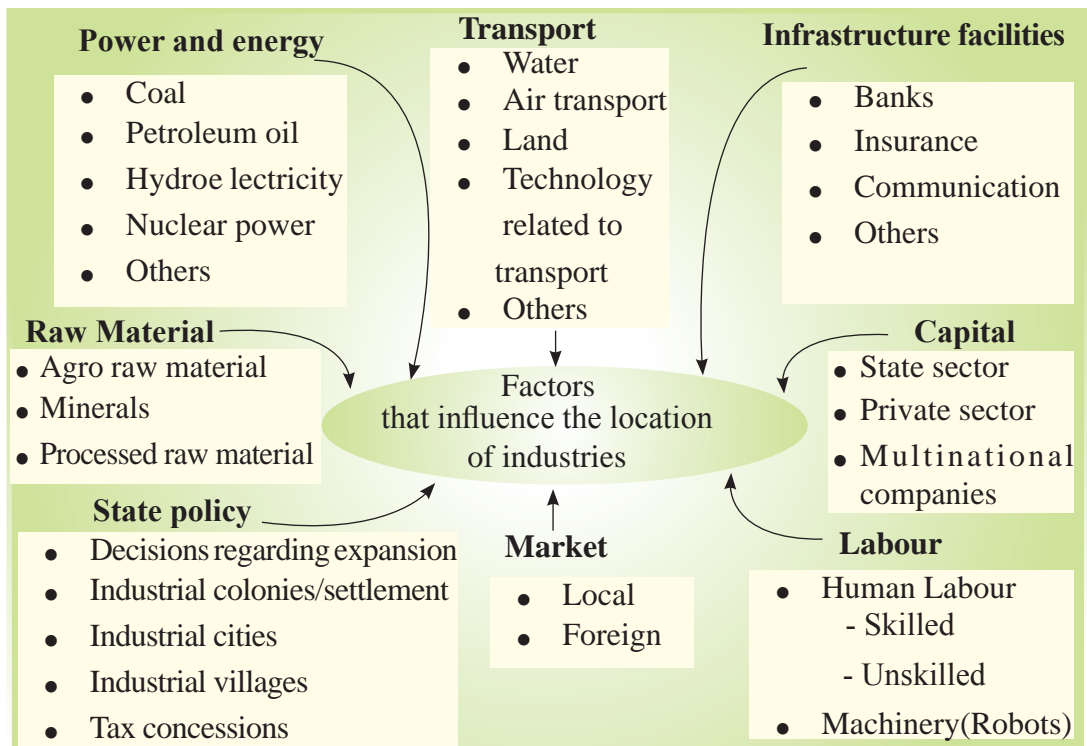 Power and energy
● Coal
● Petroleum oil
● Hydroe lectricity
● Nuclear power
● Others
Transport
● Water
● Air transport
● Land
● Technology
related to
transport
● Others
Infrastructure facilities
● Banks
● Insurance
● Communication
● Others
Raw Material
● Agro raw material
● Minerals
● Processed raw material
Factors
that influence the location
of industries
Capital
● State sector
● Private sector
● Multinational
companies
State policy
● Decisions regarding expansion
● Industrial colonies/settlement
● Industrial cities
● Industrial villages
● Tax concessions
Market
● Local
● Foreign
Labour
● Human Labour
- Skilled
- Unskilled
● Machinery(Robots)